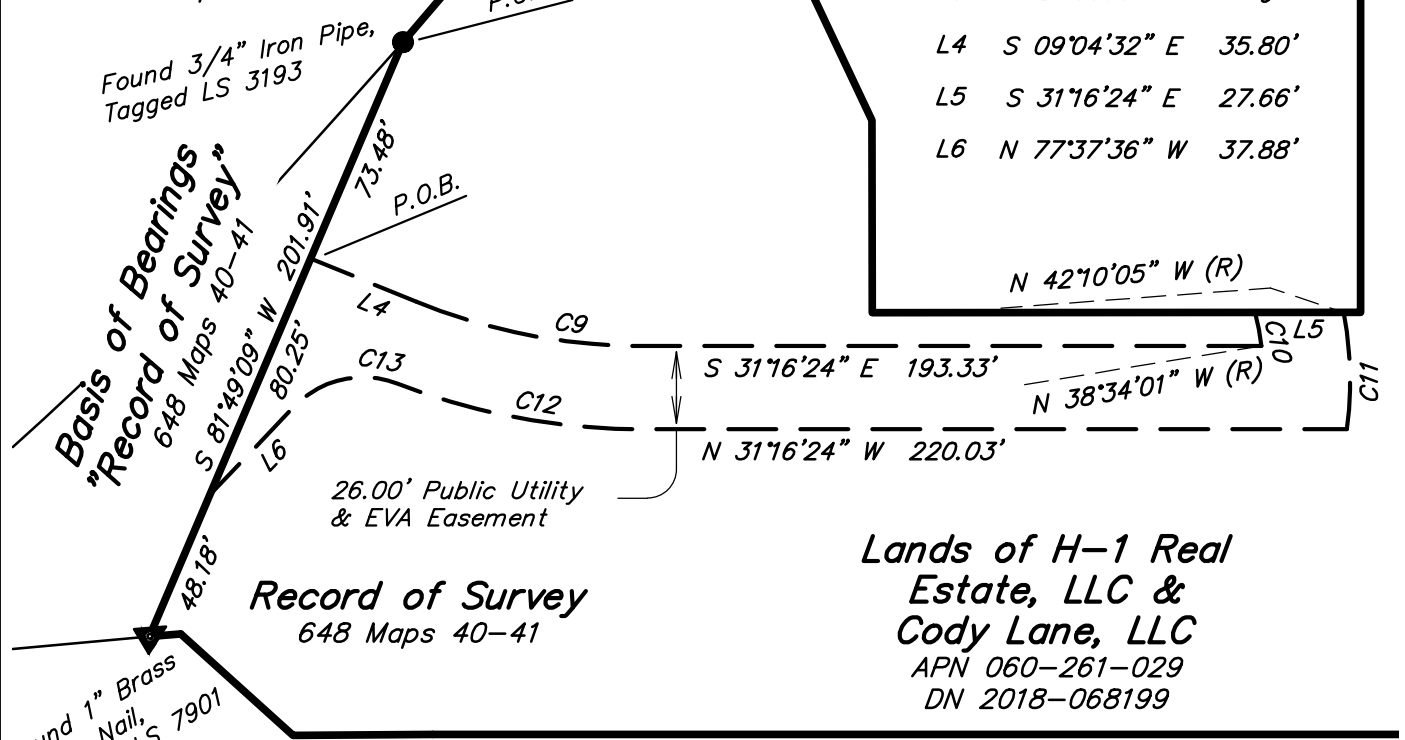 Found 3/4" Iron Pipe,
Tagged LS 3193
L4 S 09°04'32" E 35.80'
L5 S 31°16'24" E 27.66'
L6 N 77°37'36" W 37.88'
73.48'
P.O.B.
Basis of Bearings
"Record of Survey"
648 Maps 40-41
S 81°49'09" W 201.91'
80.25'
48.18'
L4
C9
C13
C12
L6
N 42°10'05" W (R)
C10
L5
C11
S 31°16'24" E 193.33'
N 38°34'01" W (R)
N 31°16'24" W 220.03'
26.00' Public Utility
& EVA Easement
Record of Survey
648 Maps 40-41
Lands of H-1 Real
Estate, LLC &
Cody Lane, LLC
APN 060-261-029
DN 2018-068199
1" Brass
Nail,
7901